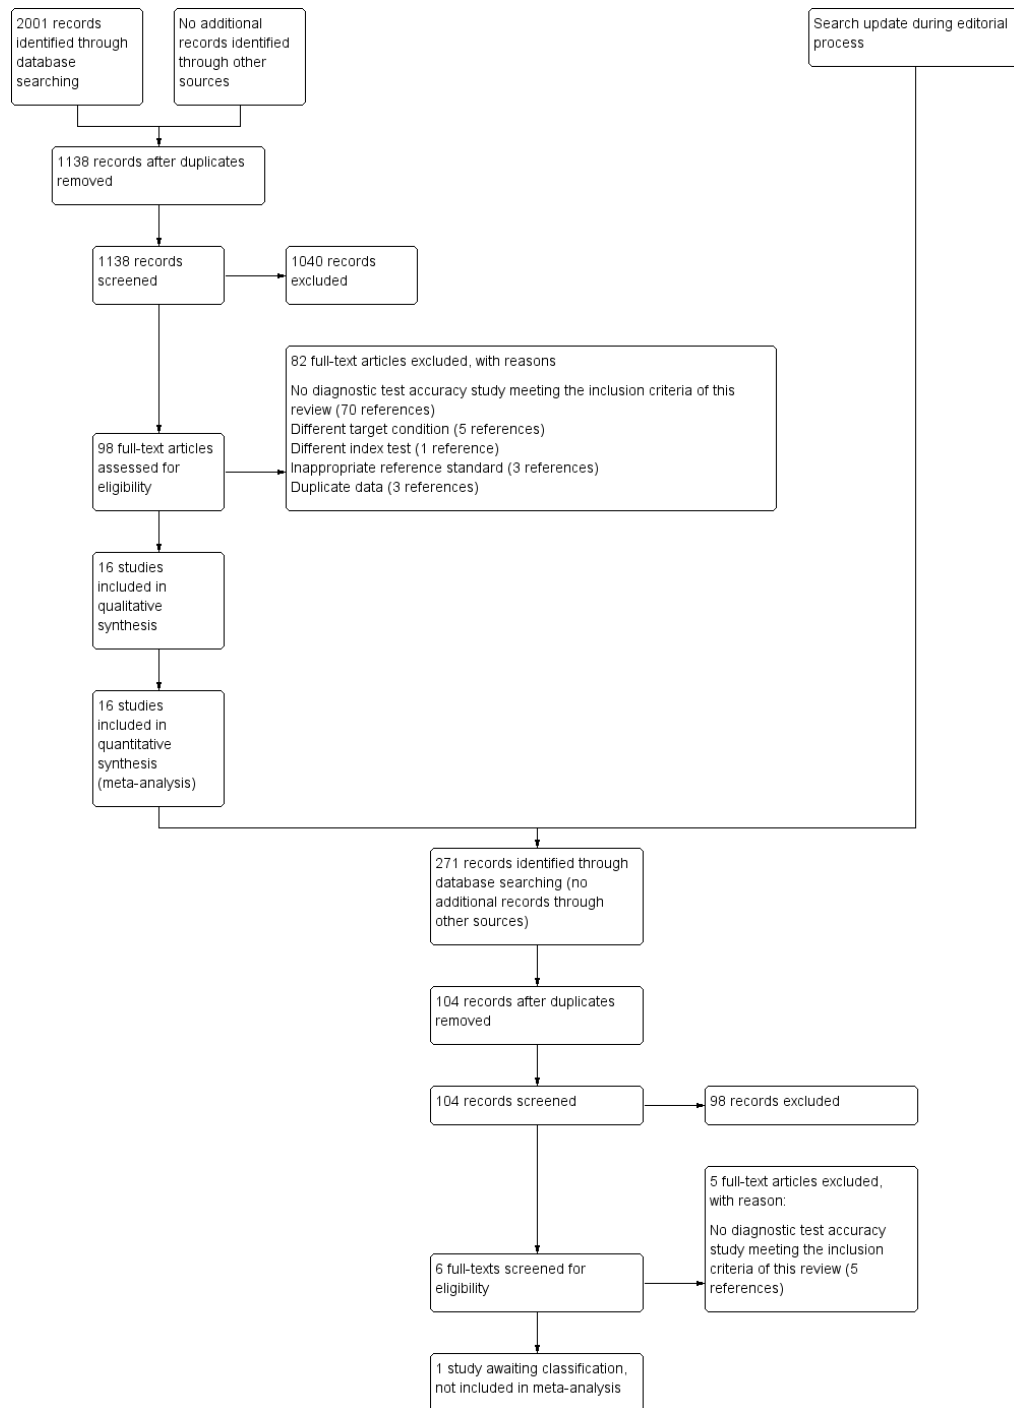 2001 records
identified through
database
searching
No additional
records identified
through other
sources
Search update during editorial
process
1138 records after duplicates
removed
1138 records
screened
1040 records
excluded
82 full-text articles excluded, with reasons
No diagnostic test accuracy study meeting the inclusion criteria of this
review (70 references)
Different target condition (5 references)
Different index test (1 reference)
Inappropriate reference standard (3 references)
Duplicate data (3 references)
98 full-text articles
assessed for
eligibility
16 studies
included in
qualitative
synthesis
16 studies
included in
quantitative
synthesis
(meta-analysis)
271 records identified through
database searching (no
additional records through
other sources)
104 records after duplicates
removed
104 records screened
98 records excluded
5 full-text articles excluded,
with reason:
No diagnostic test accuracy
study meeting the inclusion
criteria of this review (5
references)
6 full-texts screened for
eligibility
1 study awaiting classification,
not included in meta-analysis